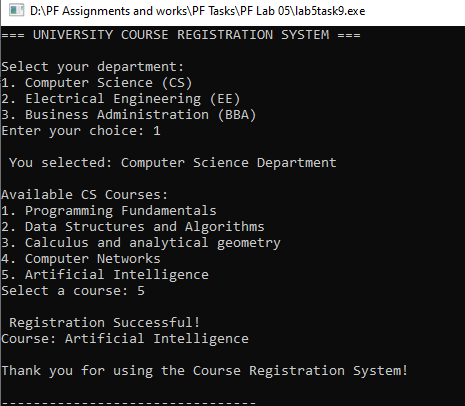 D:\PF Assignments and works\PF Tasks\PF Lab 05\lab5task9.exe
=== UNIVERSITY COURSE REGISTRATION SYSTEM ===
Select your department:
1. Computer Science (CS)
2. Electrical Engineering (EE)
3. Business Administration (BBA)
Enter your choice: 1
You selected: Computer Science Department
Available CS Courses:
1. Programming Fundamentals
2. Data Structures and Algorithms
3. Calculus and analytical geometry
4. Computer Networks
5. Artificial Intelligence
Select a course: 5
Registration Successful!
Course: Artificial Intelligence
Thank you for using the Course Registration System!
--------------------------------